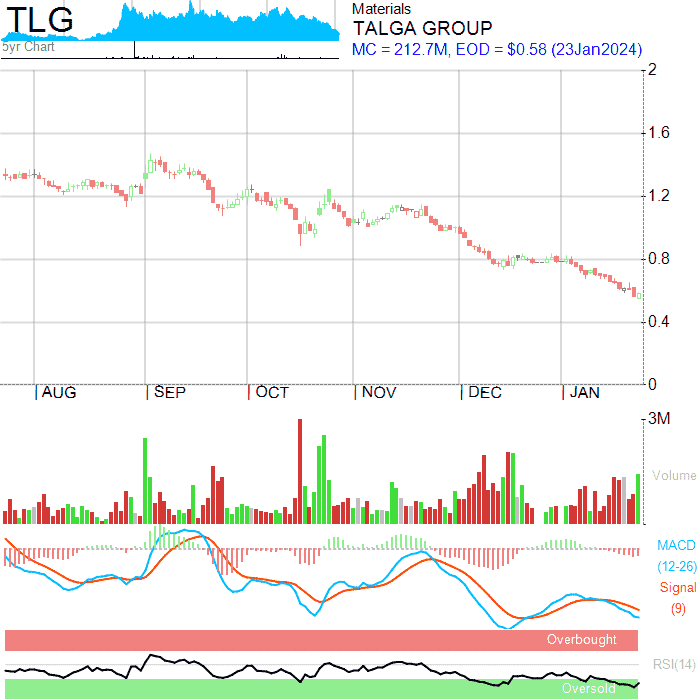 TLG
5yr Chart
Materials
TALGA GROUP
MC = 212.7M, EOD = $0.58 (23Jan2024)
2
1.6
1.2
0.8
0.4
0
AUG SEP OCT NOV DEC JAN
3M
Volume
MACD
(12-26)
Signal
(9)
Overbought
RSI(14)
Oversold